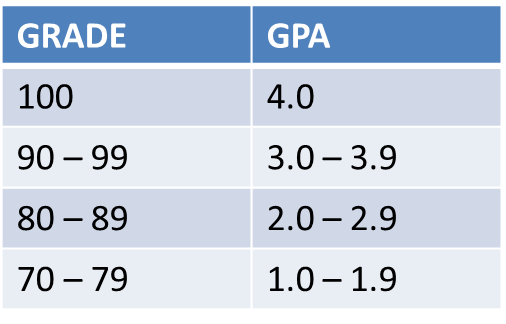 GRADE GPA
100 4.0
90 – 99 3.0 – 3.9
80 – 89 2.0 – 2.9
70 – 79 1.0 – 1.9